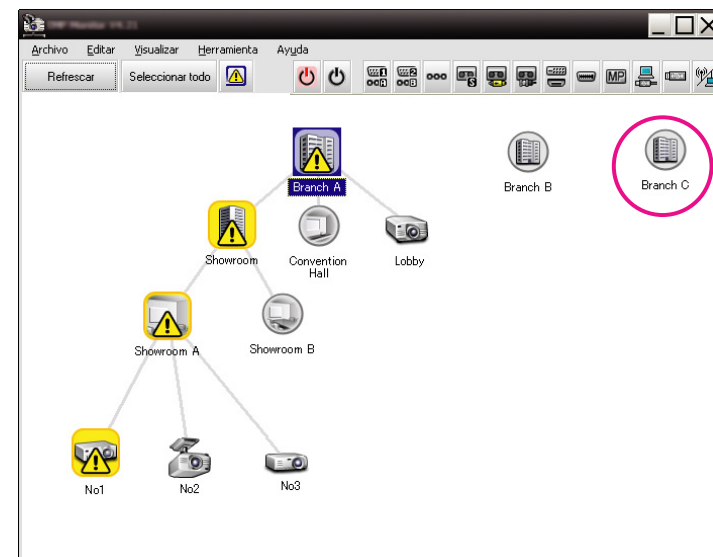 Archivo Editar Visualizar Herramienta Ayuda
Refrescar Seleccionar todo MP
Branch A Branch B Branch C
Showroom Convention Hall Lobby
Showroom A Showroom B
No1 No2 No3